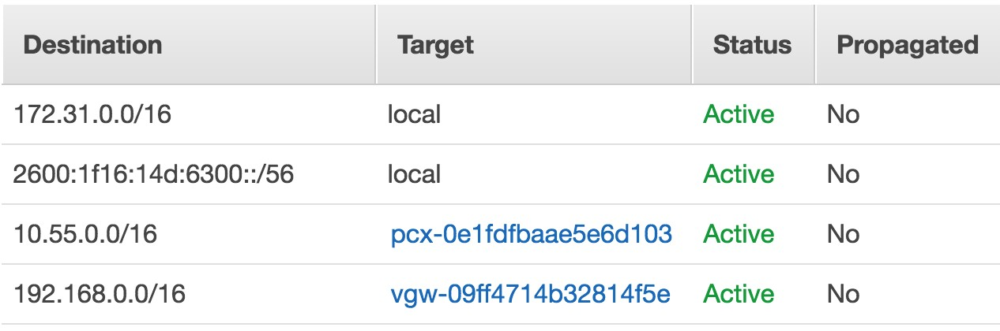 Destination Target Status Propagated
172.31.0.0/16 local Active No
2600:1f16:14d:6300::/56 local Active No
10.55.0.0/16 pcx-0e1fdfbaae5e6d103 Active No
192.168.0.0/16 vgw-09ff4714b32814f5e Active No